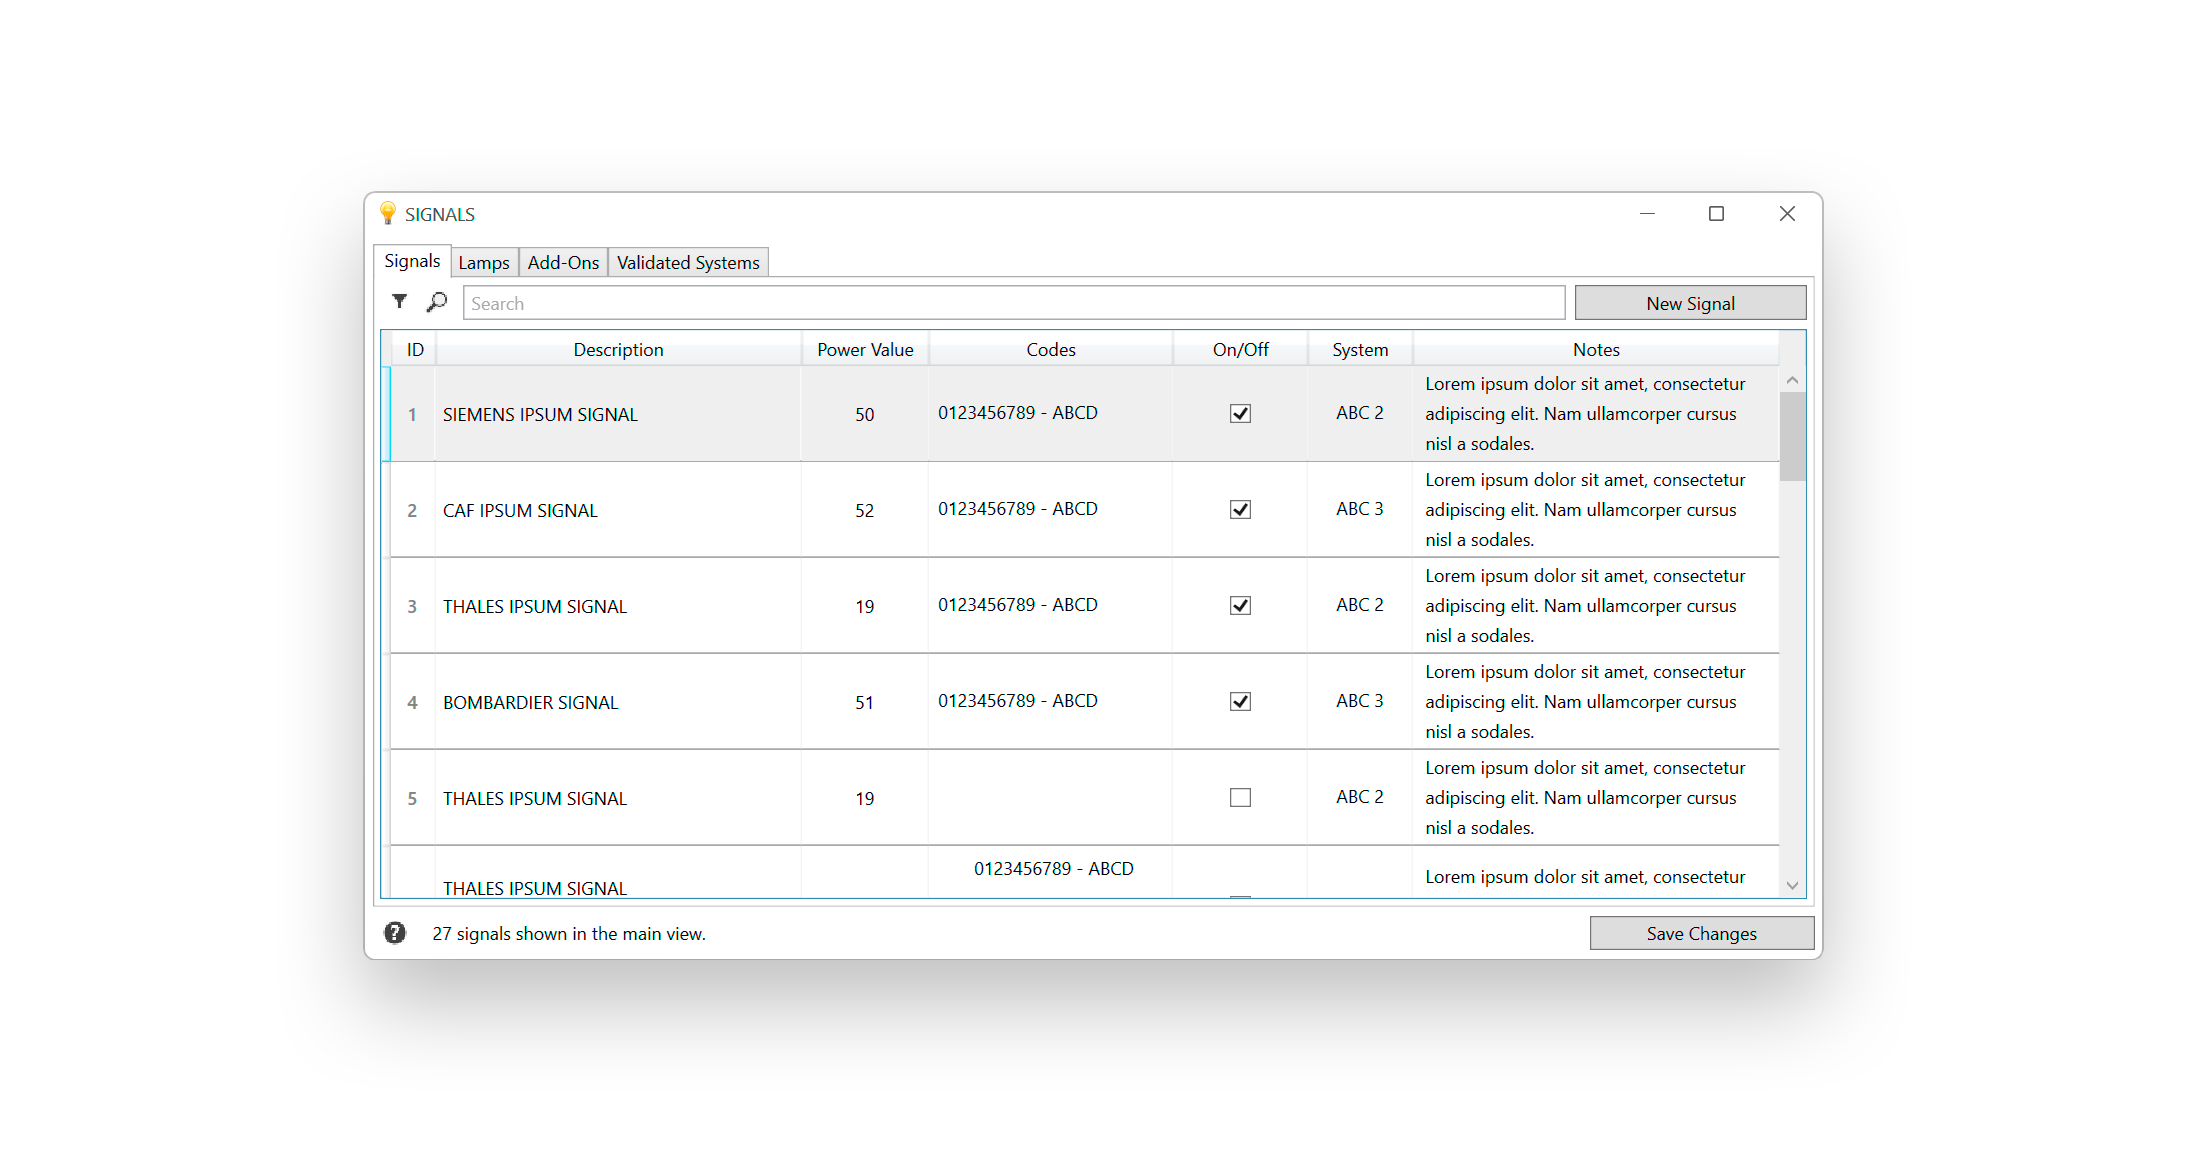 SIGNALS
Signals Lamps Add-Ons Validated Systems
Search New Signal
ID Description Power Value Codes On/Off System Notes
1 SIEMENS IPSUM SIGNAL 50 0123456789 - ABCD ABC 2 Lorem ipsum dolor sit amet, consectetur
adipiscing elit. Nam ullamcorper cursus
nisl a sodales.
2 CAF IPSUM SIGNAL 52 0123456789 - ABCD ABC 3 Lorem ipsum dolor sit amet, consectetur
adipiscing elit. Nam ullamcorper cursus
nisl a sodales.
3 THALES IPSUM SIGNAL 19 0123456789 - ABCD ABC 2 Lorem ipsum dolor sit amet, consectetur
adipiscing elit. Nam ullamcorper cursus
nisl a sodales.
4 BOMBARDIER SIGNAL 51 0123456789 - ABCD ABC 3 Lorem ipsum dolor sit amet, consectetur
adipiscing elit. Nam ullamcorper cursus
nisl a sodales.
5 THALES IPSUM SIGNAL 19 ABC 2 Lorem ipsum dolor sit amet, consectetur
adipiscing elit. Nam ullamcorper cursus
nisl a sodales.
THALES IPSUM SIGNAL 0123456789 - ABCD Lorem ipsum dolor sit amet, consectetur
? 27 signals shown in the main view. Save Changes